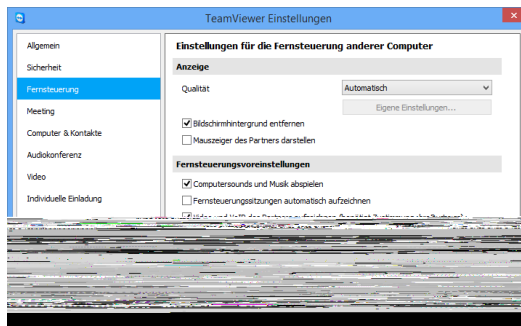 TeamViewer Einstellungen
Allgemein
Sicherheit
Fernsteuerung
Meeting
Computer & Kontakte
Audiokonferenz
Video
Individuelle Einladung
Einstellungen für die Fernsteuerung anderer Computer
Anzeige
Qualität
Automatisch
Eigene Einstellungen...
Bildschirmhintergrund entfernen
Mauszeiger des Partners darstellen
Fernsteuerungsvoreinstellungen
Computersounds und Musik abspielen
Fernsteuerungssitzungen automatisch aufzeichnen